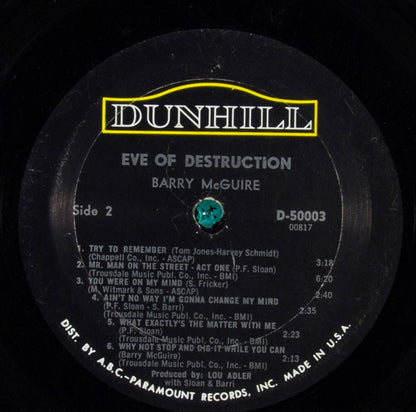 DUNHILL
EVE OF DESTRUCTION
BARRY McGUIRE
Side 2
D-50003
00817
1. TRY TO REMEMBER (Tom Jones-Harvey Schmidt)
(Chappell Co., Inc. - ASCAP) 3:18
2. MR. MAN ON THE STREET - ACT ONE (P.F. Sloan)
(Trousdale Music Publ. Co., Inc. - BMI) 6:20
3. YOU WERE ON MY MIND (S. Fricker)
(M. Witmark & Sons - ASCAP) 2:40
4. AIN'T NO WAY I'M GONNA CHANGE MY MIND
(P.F. Sloan - S. Barri)
(Trousdale Music Publ. Co., Inc. - BMI) 2:35
5. WHAT EXACTLY'S THE MATTER WITH ME
(P.F. Sloan)
(Trousdale Music Publ. Co., Inc. - BMI) 2:23
6. WHY NOT STOP AND DIG IT WHILE YOU CAN
(Barry McGuire)
(Trousdale Music Publ. Co., Inc. - BMI) 2:13
Produced by: LOU ADLER
with Sloan & Barri
DIST. BY A.B.C.-PARAMOUNT RECORDS, INC. MADE IN U.S.A.